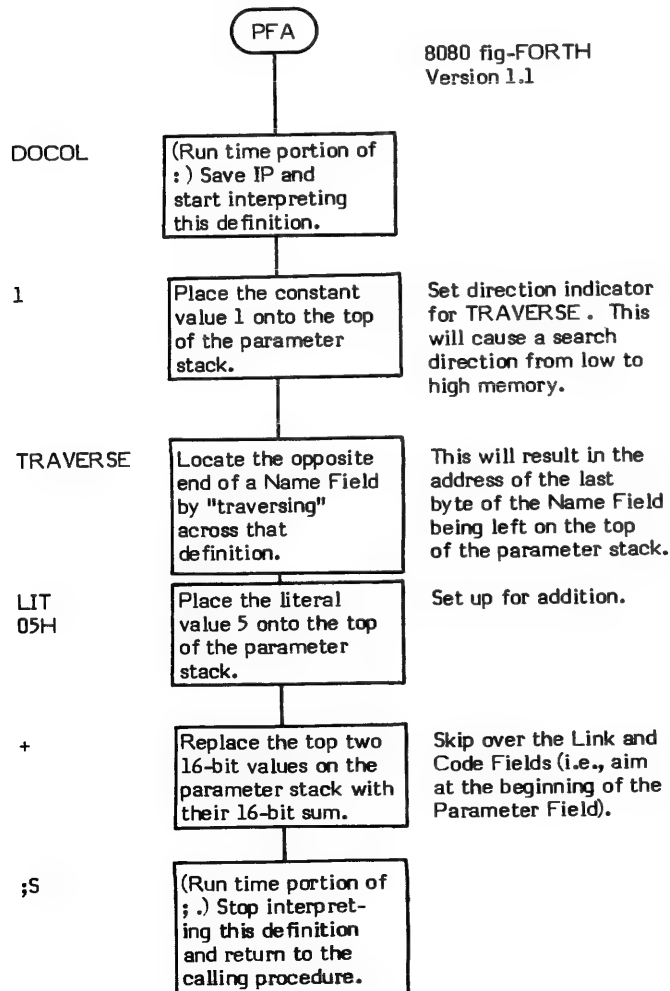 PFA
8080 fig-FORTH
Version 1.1
DOCOL
(Run time portion of
: ) Save IP and
start interpreting
this definition.
1
Place the constant
value 1 onto the top
of the parameter
stack.
Set direction indicator
for TRAVERSE. This
will cause a search
direction from low to
high memory.
TRAVERSE
Locate the opposite
end of a Name Field
by "traversing"
across that
definition.
This will result in the
address of the last
byte of the Name Field
being left on the top
of the parameter stack.
LIT
05H
Place the literal
value 5 onto the top
of the parameter
stack.
Set up for addition.
+
Replace the top two
16-bit values on the
parameter stack with
their 16-bit sum.
Skip over the Link and
Code Fields (i.e., aim
at the beginning of the
Parameter Field).
;S
(Run time portion of
; .) Stop interpret-
ing this definition
and return to the
calling procedure.